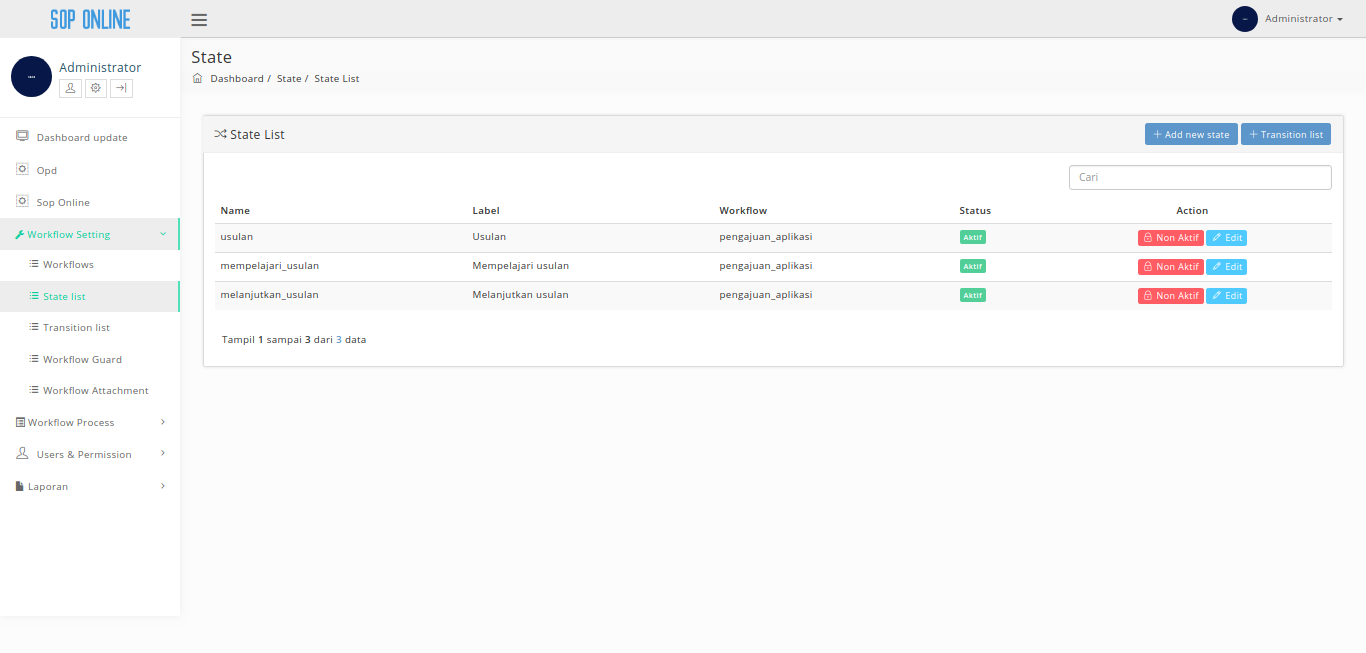 SOP ONLINE
Administrator
Administrator
Dashboard update
Opd
Sop Online
Workflow Setting
Workflows
State list
Transition list
Workflow Guard
Workflow Attachment
Workflow Process
Users & Permission
Laporan
State
Dashboard / State / State List
State List
+ Add new state + Transition list
Cari
Name Label Workflow Status Action
usulan Usulan pengajuan_aplikasi Aktif Non Aktif Edit
mempelajari_usulan Mempelajari usulan pengajuan_aplikasi Aktif Non Aktif Edit
melanjutkan_usulan Melanjutkan usulan pengajuan_aplikasi Aktif Non Aktif Edit
Tampil 1 sampai 3 dari 3 data